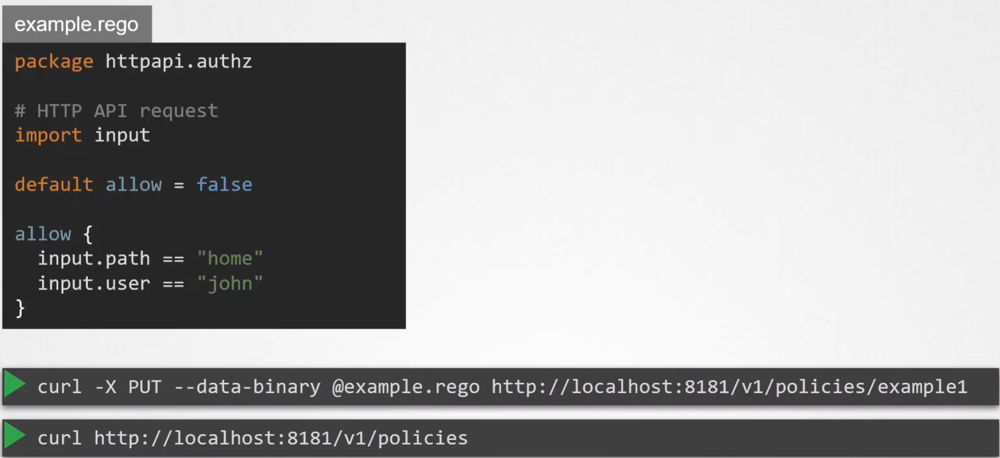 example.rego
package httpapi.authz
# HTTP API request
import input
default allow = false
allow {
input.path == "home"
input.user == "john"
}
curl -X PUT --data-binary @example.rego http://localhost:8181/v1/policies/example1
curl http://localhost:8181/v1/policies